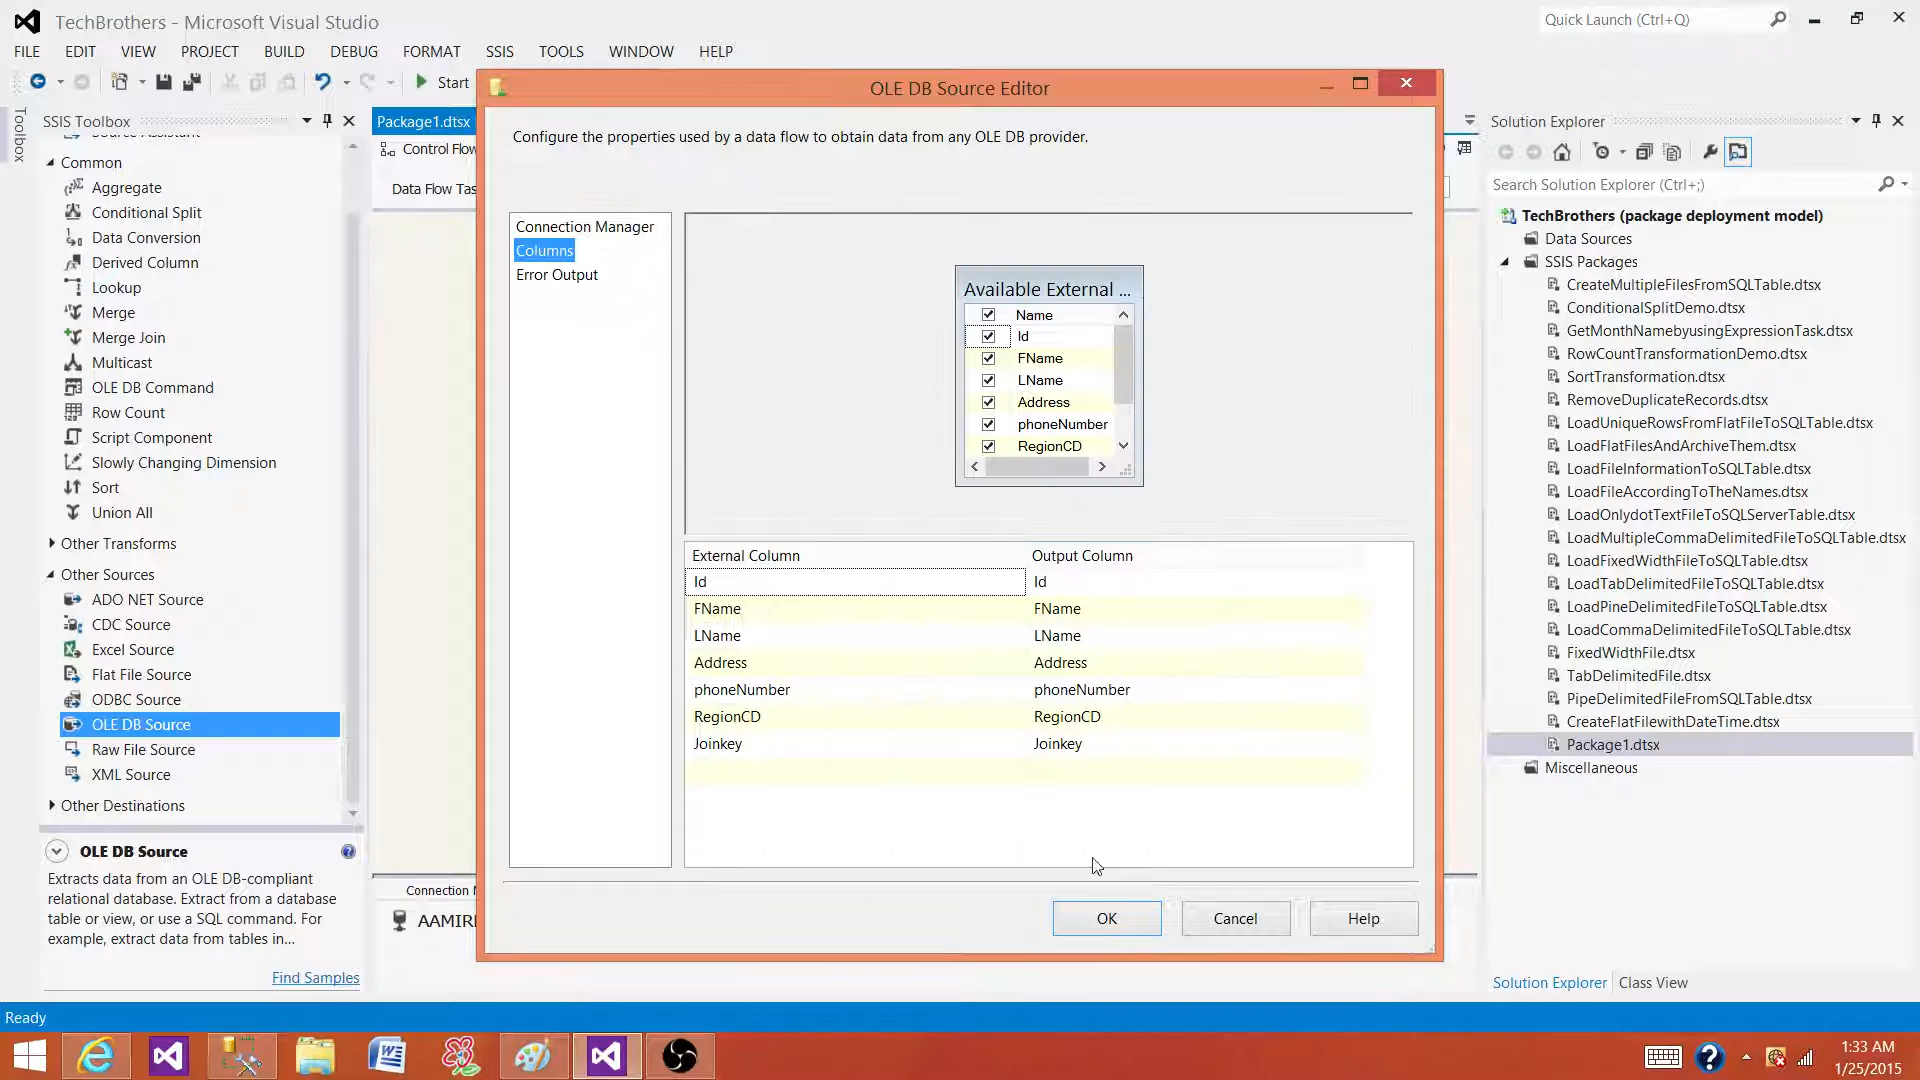 TechBrothers - Microsoft Visual Studio
Quick Launch (Ctrl+Q)
FILE EDIT VIEW PROJECT BUILD DEBUG FORMAT SSIS TOOLS WINDOW HELP
Start
Toolbox
SSIS Toolbox
Source Assistant
Common
Aggregate
Conditional Split
Data Conversion
Derived Column
Lookup
Merge
Merge Join
Multicast
OLE DB Command
Row Count
Script Component
Slowly Changing Dimension
Sort
Union All
Other Transforms
Other Sources
ADO NET Source
CDC Source
Excel Source
Flat File Source
ODBC Source
OLE DB Source
Raw File Source
XML Source
Other Destinations
OLE DB Source
Extracts data from an OLE DB-compliant
relational database. Extract from a database
table or view, or use a SQL command. For
example, extract data from tables in...
Find Samples
Package1.dtsx
Control Flow
Data Flow Tas
Connection M
AAMIR
OLE DB Source Editor
Configure the properties used by a data flow to obtain data from any OLE DB provider.
Connection Manager
Columns
Error Output
Available External ...
Name
Id
FName
LName
Address
phoneNumber
RegionCD
External Column Output Column
Id Id
FName FName
LName LName
Address Address
phoneNumber phoneNumber
RegionCD RegionCD
Joinkey Joinkey
OK Cancel Help
Solution Explorer
Search Solution Explorer (Ctrl+;)
TechBrothers (package deployment model)
Data Sources
SSIS Packages
CreateMultipleFilesFromSQLTable.dtsx
ConditionalSplitDemo.dtsx
GetMonthNamebyusingExpressionTask.dtsx
RowCountTransformationDemo.dtsx
SortTransformation.dtsx
RemoveDuplicateRecords.dtsx
LoadUniqueRowsFromFlatFileToSQLTable.dtsx
LoadFlatFilesAndArchiveThem.dtsx
LoadFileInformationToSQLTable.dtsx
LoadFileAccordingToTheNames.dtsx
LoadOnlydotTextFileToSQLServerTable.dtsx
LoadMultipleCommaDelimitedFileToSQLTable.dtsx
LoadFixedWidthFileToSQLTable.dtsx
LoadTabDelimitedFileToSQLTable.dtsx
LoadPineDelimitedFileToSQLTable.dtsx
LoadCommaDelimitedFileToSQLTable.dtsx
FixedWidthFile.dtsx
TabDelimitedFile.dtsx
PipeDelimitedFileFromSQLTable.dtsx
CreateFlatFilewithDateTime.dtsx
Package1.dtsx
Miscellaneous
Solution Explorer Class View
Ready
1:33 AM
1/25/2015